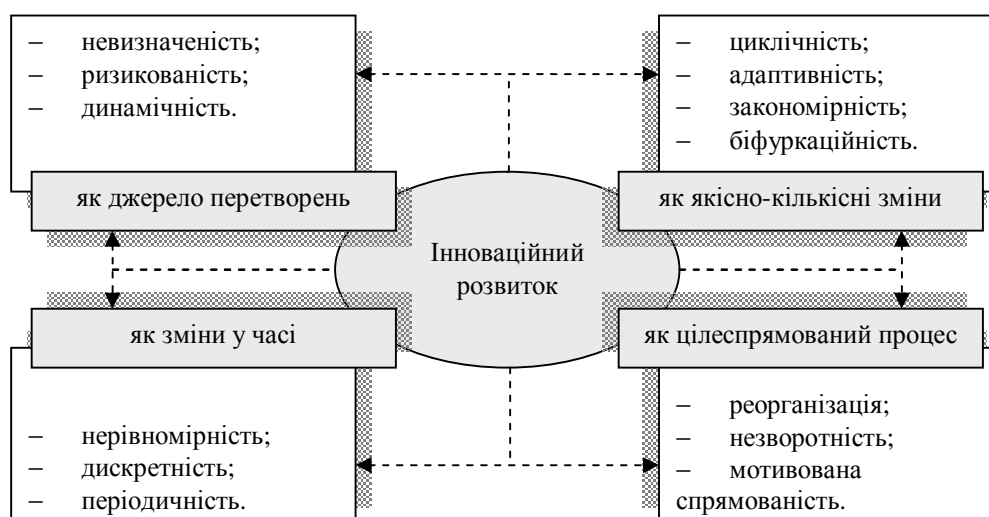 – невизначеність;
– ризикованість;
– динамічність.
як джерело перетворень
– циклічність;
– адаптивність;
– закономірність;
– біфуркаційність.
як якісно-кількісні зміни
Інноваційний
розвиток
як зміни у часі
– нерівномірність;
– дискретність;
– періодичність.
як цілеспрямований процес
– реорганізація;
– незворотність;
– мотивована
спрямованість.